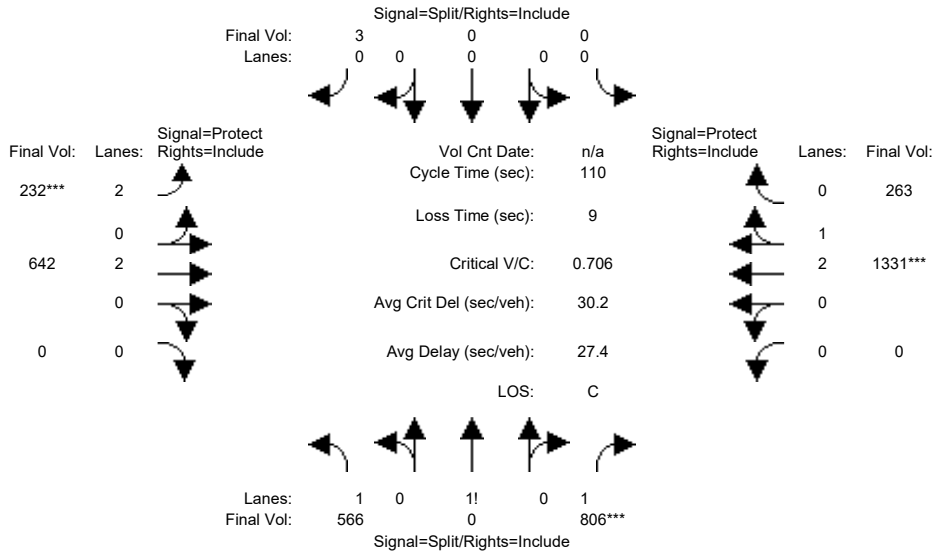 Signal=Split/Rights=Include
Final Vol: 3 0 0
Lanes: 0 0 0 0 0
Signal=Protect
Final Vol: Lanes: Rights=Include
Vol Cnt Date: n/a
Signal=Protect
Rights=Include Lanes: Final Vol:
Cycle Time (sec): 110
232*** 2
0 263
Loss Time (sec): 9
0
1
642 2
Critical V/C: 0.706
2 1331***
0
Avg Crit Del (sec/veh): 30.2
0
0 0
Avg Delay (sec/veh): 27.4
0 0
LOS: C
Lanes: 1 0 1! 0 1
Final Vol: 566 0 806***
Signal=Split/Rights=Include